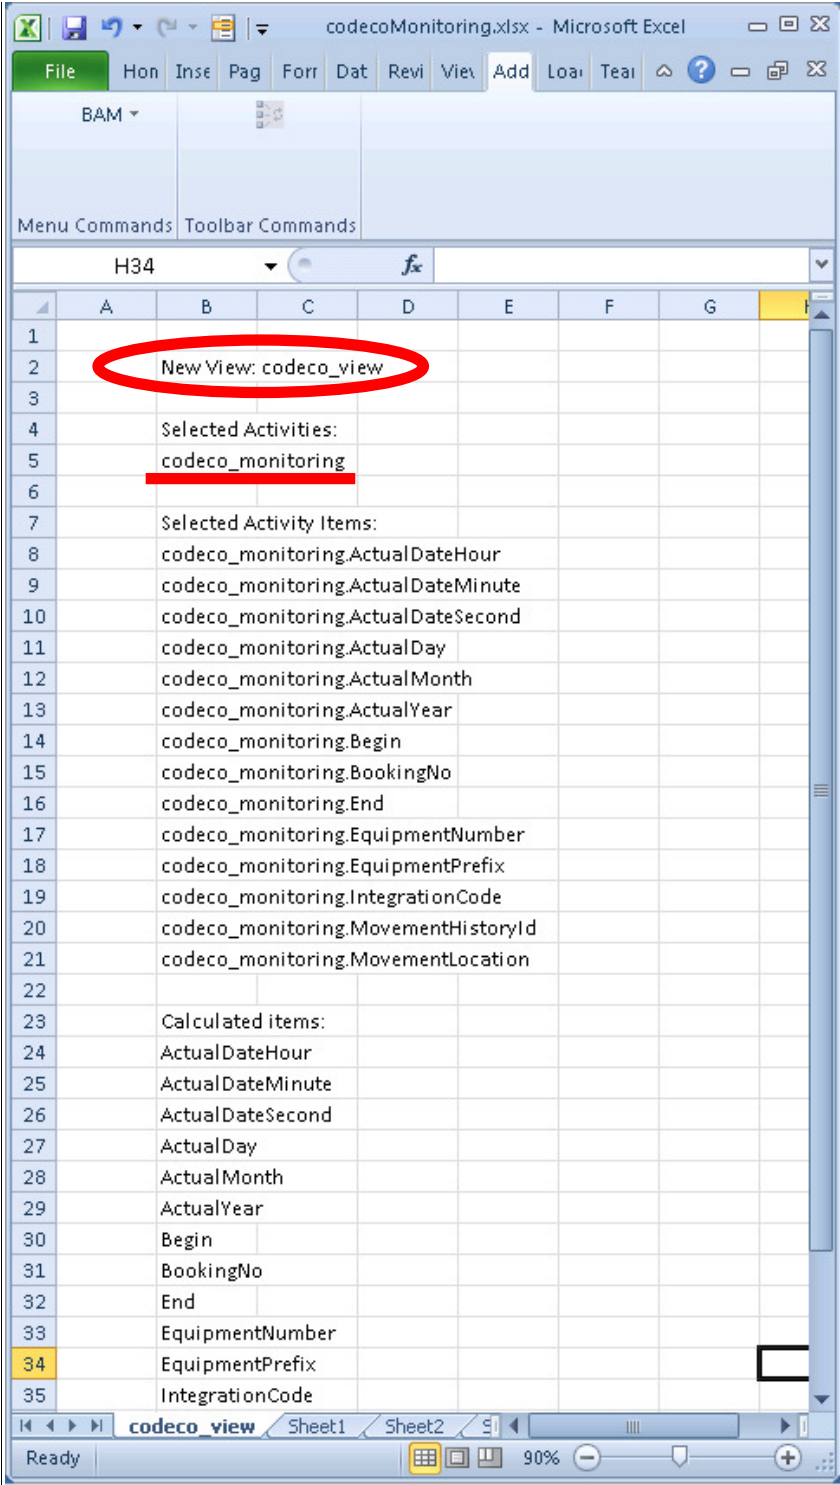 codecoMonitoring.xlsx - Microsoft Excel
File Hon Inse Pag Forr Dat Revi Viev Add Loa Tear
BAM
Menu Commands Toolbar Commands
H34 fx
A B C D E F G H
1
2 New View: codeco_view
3
4 Selected Activities:
5 codeco_monitoring
6
7 Selected Activity Items:
8 codeco_monitoring.ActualDateHour
9 codeco_monitoring.ActualDateMinute
10 codeco_monitoring.ActualDateSecond
11 codeco_monitoring.ActualDay
12 codeco_monitoring.ActualMonth
13 codeco_monitoring.ActualYear
14 codeco_monitoring.Begin
15 codeco_monitoring.BookingNo
16 codeco_monitoring.End
17 codeco_monitoring.EquipmentNumber
18 codeco_monitoring.EquipmentPrefix
19 codeco_monitoring.IntegrationCode
20 codeco_monitoring.MovementHistoryId
21 codeco_monitoring.MovementLocation
22
23 Calculated items:
24 ActualDateHour
25 ActualDateMinute
26 ActualDateSecond
27 ActualDay
28 ActualMonth
29 ActualYear
30 Begin
31 BookingNo
32 End
33 EquipmentNumber
34 EquipmentPrefix
35 IntegrationCode
codeco_view Sheet1 Sheet2 S
Ready 90%